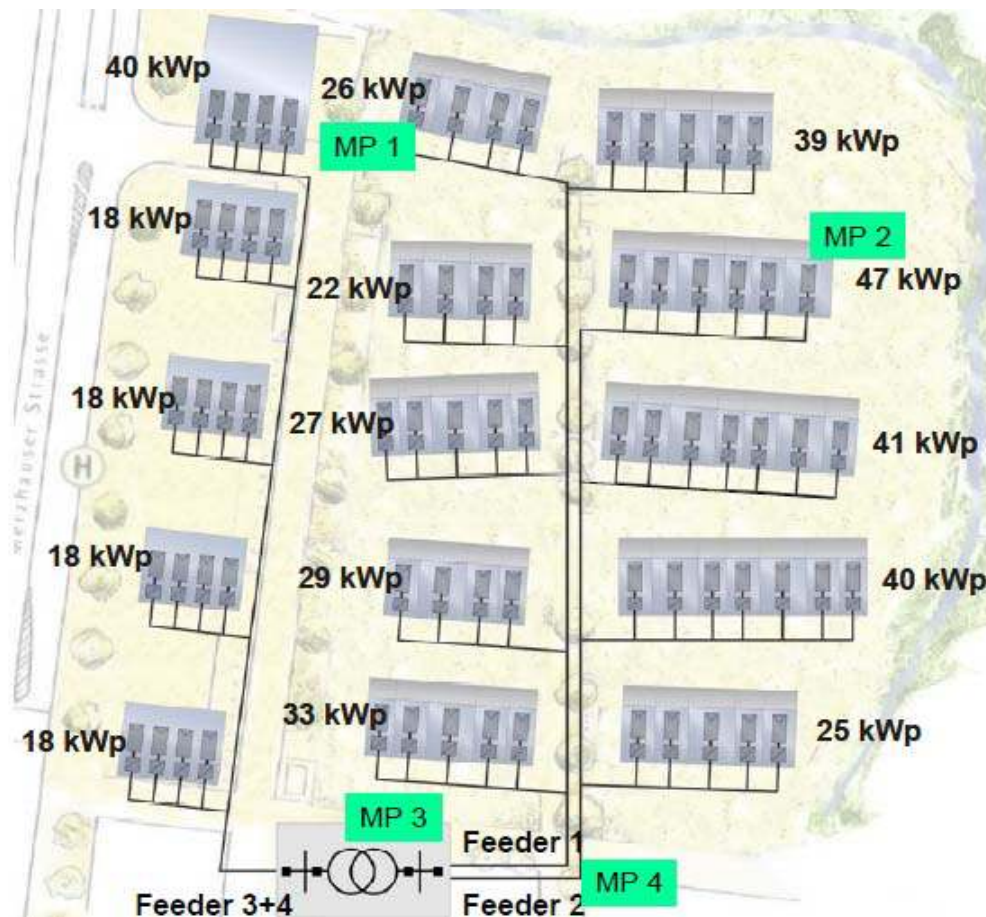 40 kWp
26 kWp
MP 1
39 kWp
18 kWp
MP 2
22 kWp
47 kWp
18 kWp
27 kWp
41 kWp
H
18 kWp
29 kWp
40 kWp
33 kWp
18 kWp
25 kWp
MP 3
Feeder 1
MP 4
Feeder 3+4
Feeder 2